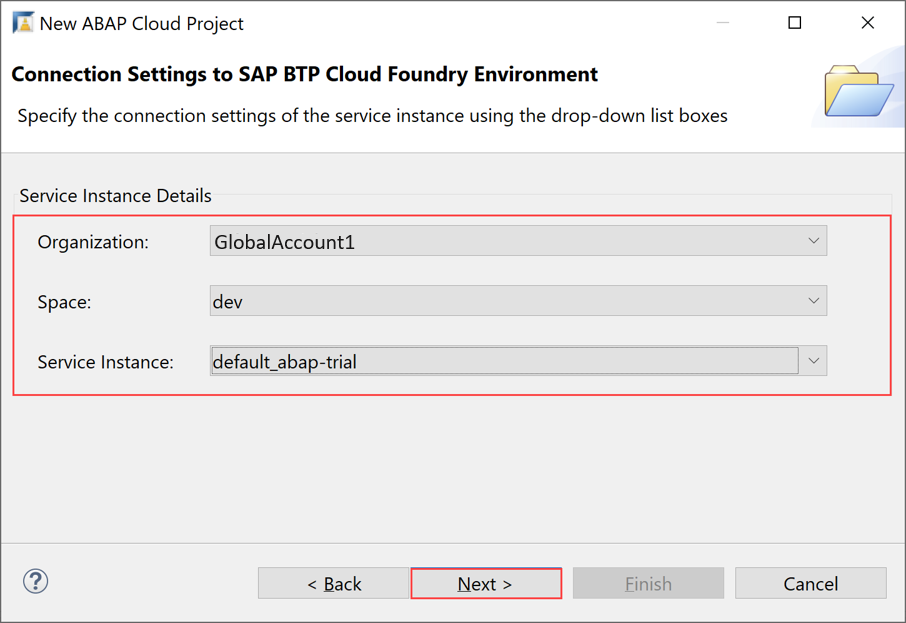 New ABAP Cloud Project
Connection Settings to SAP BTP Cloud Foundry Environment
Specify the connection settings of the service instance using the drop-down list boxes
Service Instance Details
Organization: GlobalAccount1
Space: dev
Service Instance: default_abap-trial
? < Back Next > Finish Cancel